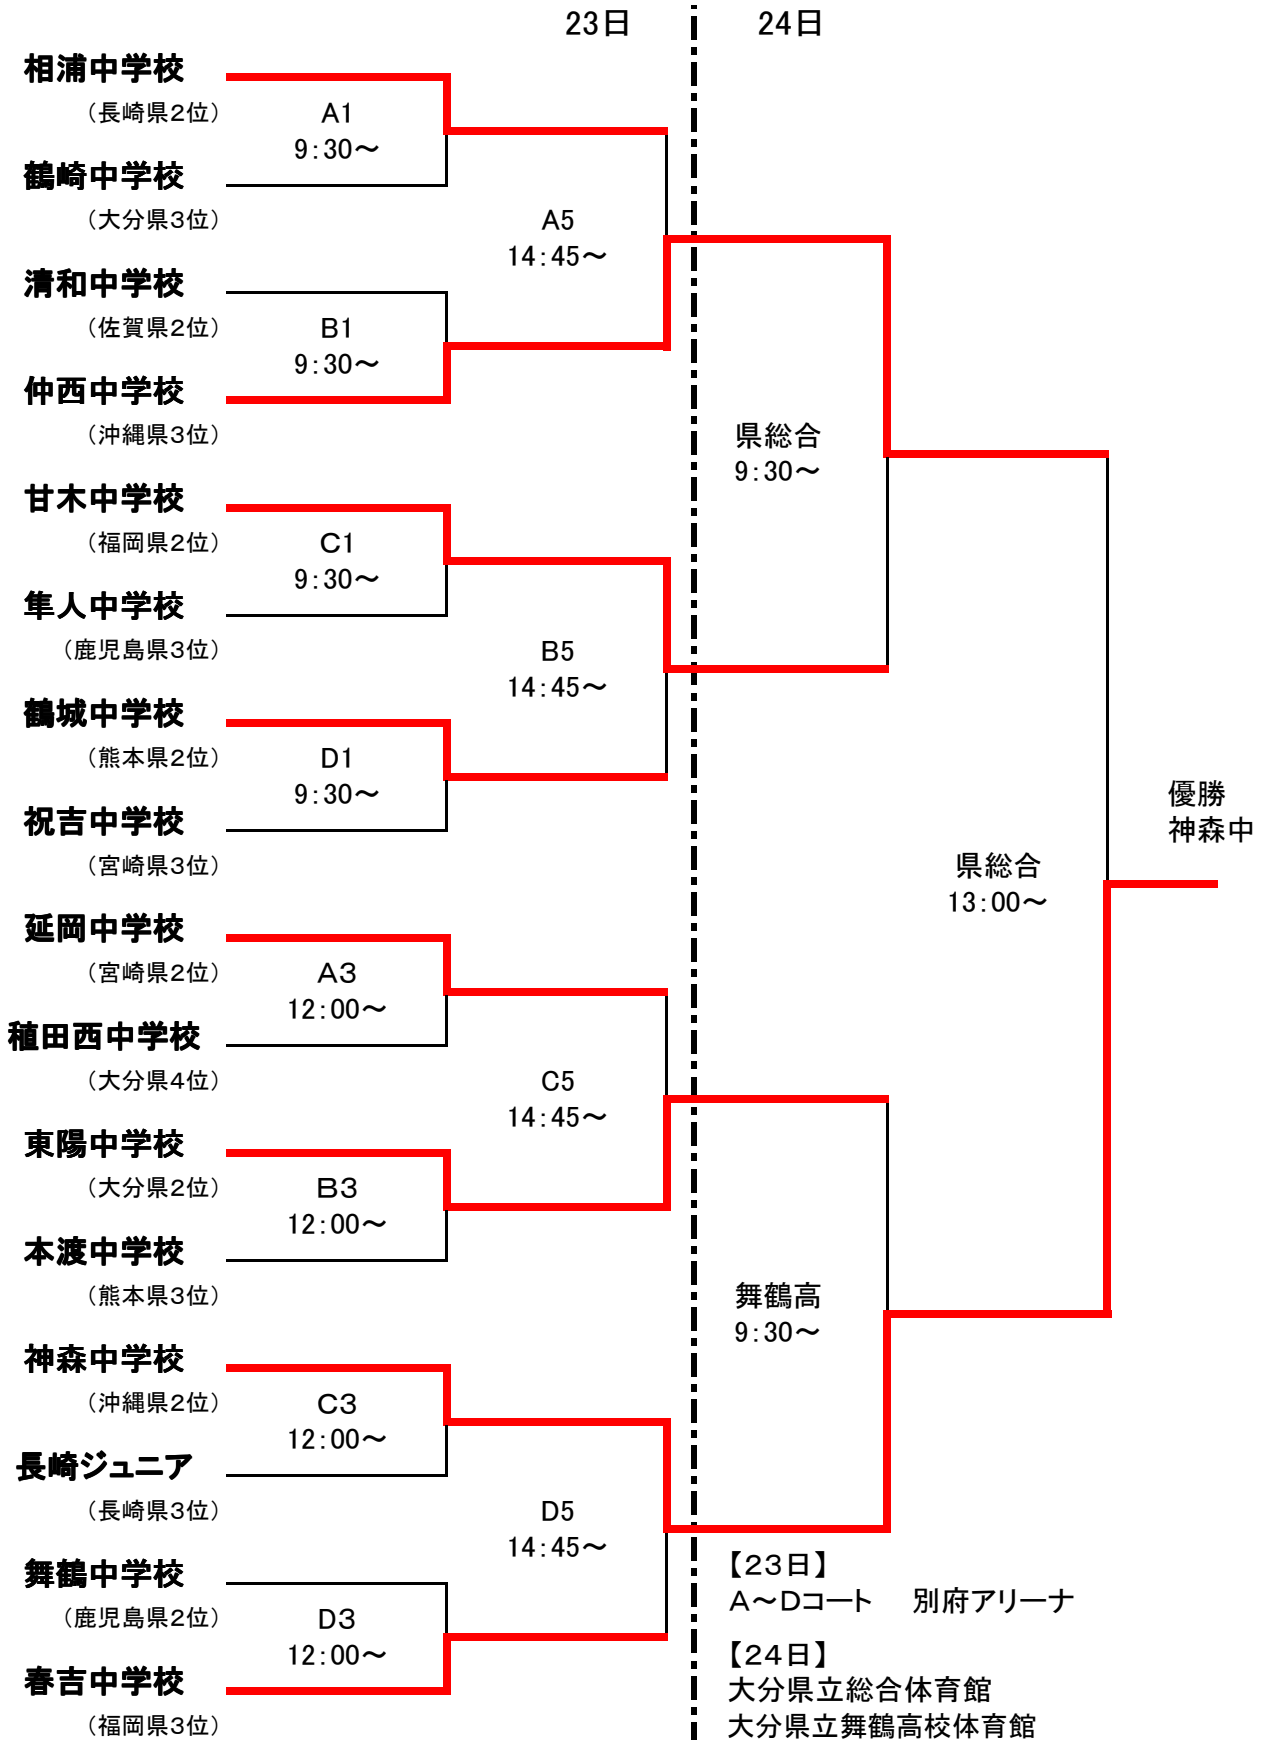 23日
24日
相浦中学校
（長崎県2位）
A1
9:30～
鶴崎中学校
（大分県3位）
A5
14:45～
清和中学校
（佐賀県2位）
B1
9:30～
仲西中学校
（沖縄県3位）
県総合
9:30～
甘木中学校
（福岡県2位）
C1
9:30～
隼人中学校
（鹿児島県3位）
B5
14:45～
鶴城中学校
（熊本県2位）
D1
9:30～
祝吉中学校
（宮崎県3位）
優勝
神森中
県総合
13:00～
延岡中学校
（宮崎県2位）
A3
12:00～
稙田西中学校
（大分県4位）
C5
14:45～
東陽中学校
（大分県2位）
B3
12:00～
本渡中学校
（熊本県3位）
舞鶴高
9:30～
神森中学校
（沖縄県2位）
C3
12:00～
長崎ジュニア
（長崎県3位）
D5
14:45～
舞鶴中学校
（鹿児島県2位）
D3
12:00～
春吉中学校
（福岡県3位）
【23日】
A～Dコート　別府アリーナ
【24日】
大分県立総合体育館
大分県立舞鶴高校体育館